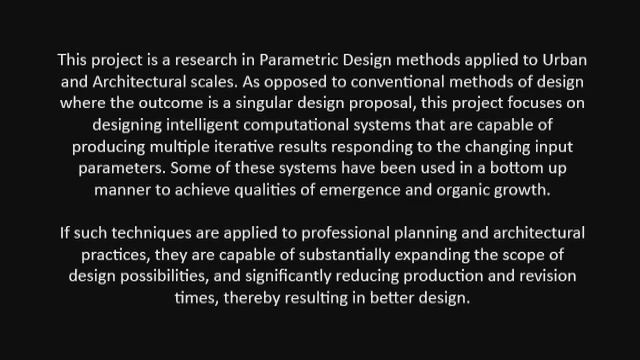 This project is a research in Parametric Design methods applied to Urban
and Architectural scales. As opposed to conventional methods of design
where the outcome is a singular design proposal, this project focuses on
designing intelligent computational systems that are capable of
producing multiple iterative results responding to the changing input
parameters. Some of these systems have been used in a bottom up
manner to achieve qualities of emergence and organic growth.
If such techniques are applied to professional planning and architectural
practices, they are capable of substantially expanding the scope of
design possibilities, and significantly reducing production and revision
times, thereby resulting in better design.